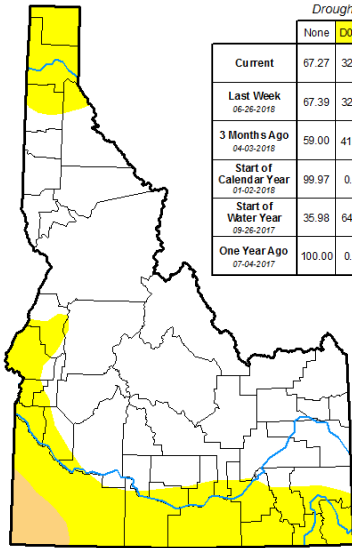 Drough
None D0
Current 67.27 32
Last Week 67.39 32
06-26-2018
3 Months Ago 59.00 41
04-03-2018
Start of
Calendar Year 99.97 0.
01-02-2018
Start of
Water Year 35.98 64
09-26-2017
One Year Ago 100.00 0.
07-04-2017